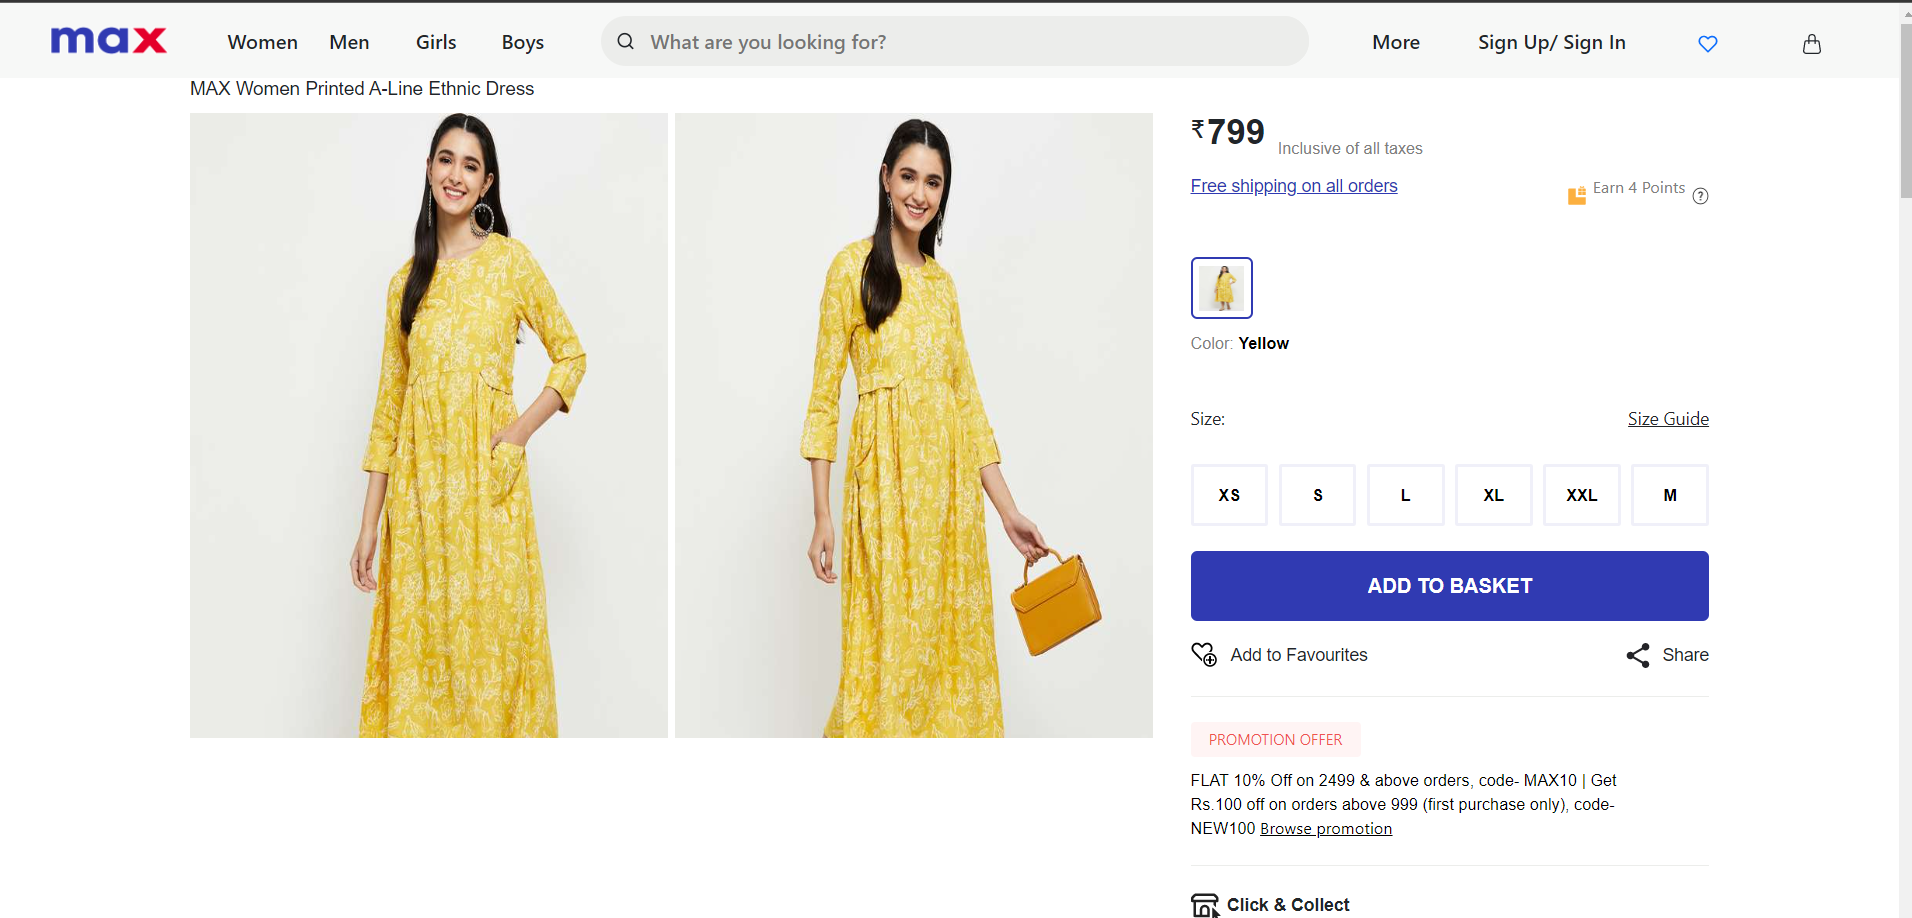 max
Women Men Girls Boys What are you looking for? More Sign Up/ Sign In
MAX Women Printed A-Line Ethnic Dress
₹799 Inclusive of all taxes
Free shipping on all orders
Earn 4 Points ?
Color: Yellow
Size: Size Guide
XS S L XL XXL M
ADD TO BASKET
Add to Favourites Share
PROMOTION OFFER
FLAT 10% Off on 2499 & above orders, code- MAX10 | Get
Rs.100 off on orders above 999 (first purchase only), code-
NEW100 Browse promotion
Click & Collect